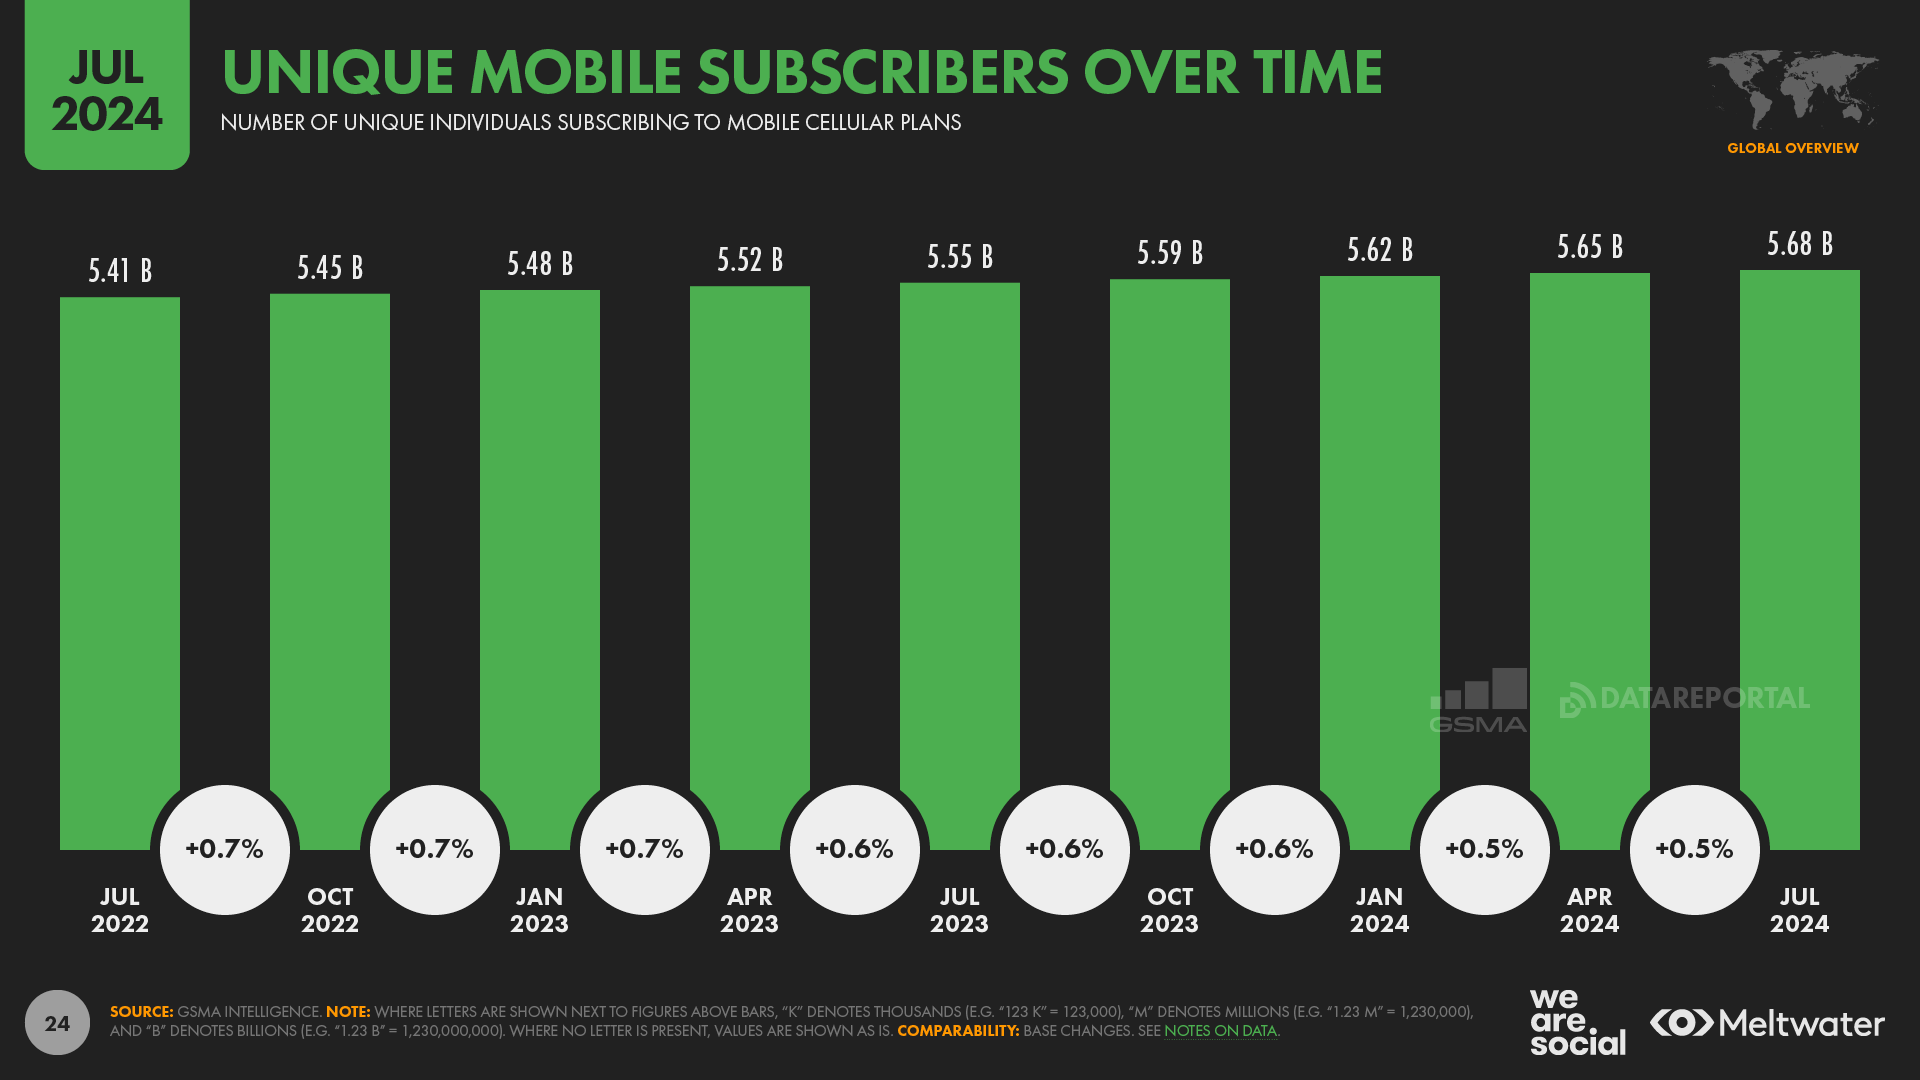 JUL
2024
UNIQUE MOBILE SUBSCRIBERS OVER TIME
NUMBER OF UNIQUE INDIVIDUALS SUBSCRIBING TO MOBILE CELLULAR PLANS
GLOBAL OVERVIEW
5.41 B
5.45 B
5.48 B
5.52 B
5.55 B
5.59 B
5.62 B
5.65 B
5.68 B
GSMA
DATAREPORTAL
+0.7%
+0.7%
+0.7%
+0.6%
+0.6%
+0.6%
+0.5%
+0.5%
JUL
2022
OCT
2022
JAN
2023
APR
2023
JUL
2023
OCT
2023
JAN
2024
APR
2024
JUL
2024
24
SOURCE: GSMA INTELLIGENCE. NOTE: WHERE LETTERS ARE SHOWN NEXT TO FIGURES ABOVE BARS, “K” DENOTES THOUSANDS (E.G. “123 K” = 123,000), “M” DENOTES MILLIONS (E.G. “1.23 M” = 1,230,000),
AND “B” DENOTES BILLIONS (E.G. “1.23 B” = 1,230,000,000). WHERE NO LETTER IS PRESENT, VALUES ARE SHOWN AS IS. COMPARABILITY: BASE CHANGES. SEE NOTES ON DATA.
we
are
social
Meltwater